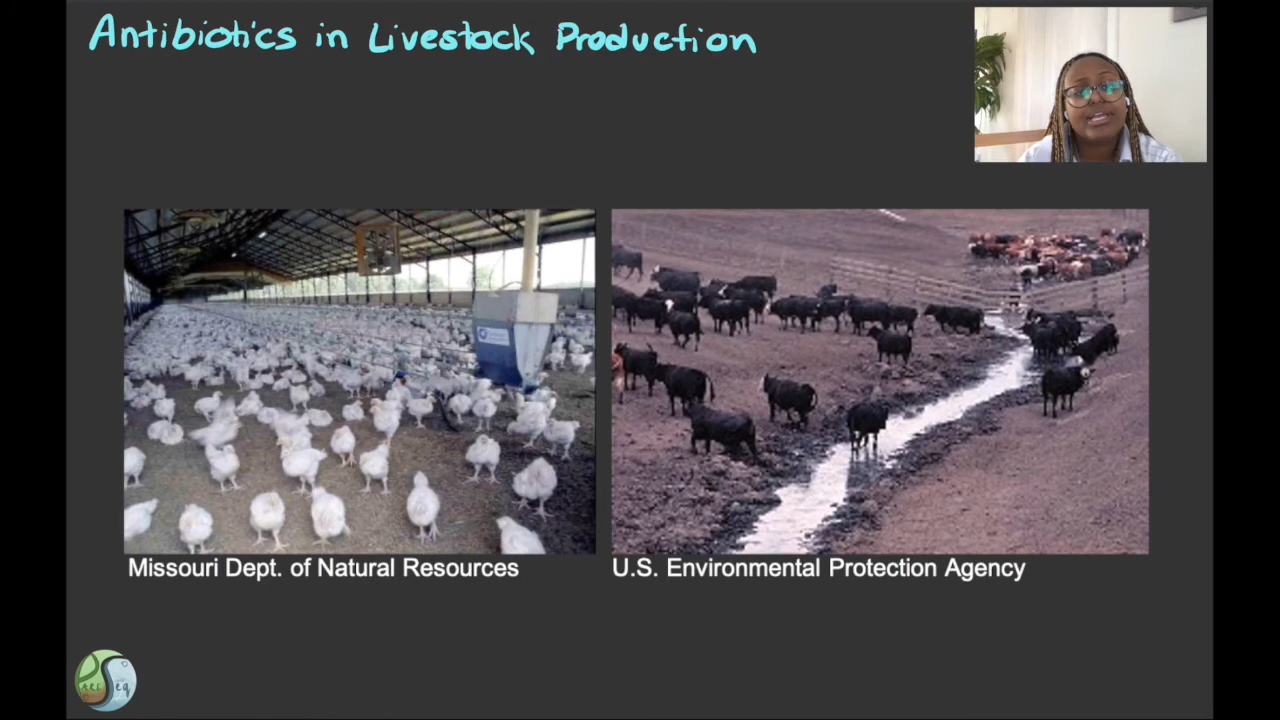 Antibiotics in Livestock Production
Missouri Dept. of Natural Resources
U.S. Environmental Protection Agency